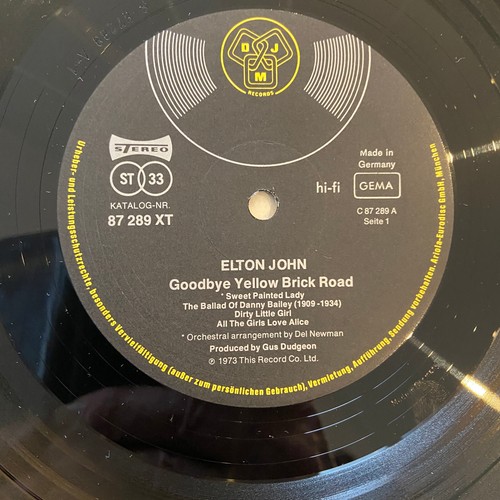 D J M
RECORDS
STEREO
ST 33
KATALOG-NR.
87 289 XT
Made in
Germany
hi-fi
GEMA
C 87 289 A
Seite 1
ELTON JOHN
Goodbye Yellow Brick Road
* Sweet Painted Lady
The Ballad Of Danny Bailey (1909-1934)
Dirty Little Girl
All The Girls Love Alice
* Orchestral arrangement by Del Newman
Produced by Gus Dudgeon
℗ 1973 This Record Co. Ltd.
Urheber- und Leistungsschutzrechte, besonders Vervielfältigung (außer zum persönlichen Gebrauch), Vermietung, Aufführung, Sendung vorbehalten. Ariola-Eurodisc GmbH, München